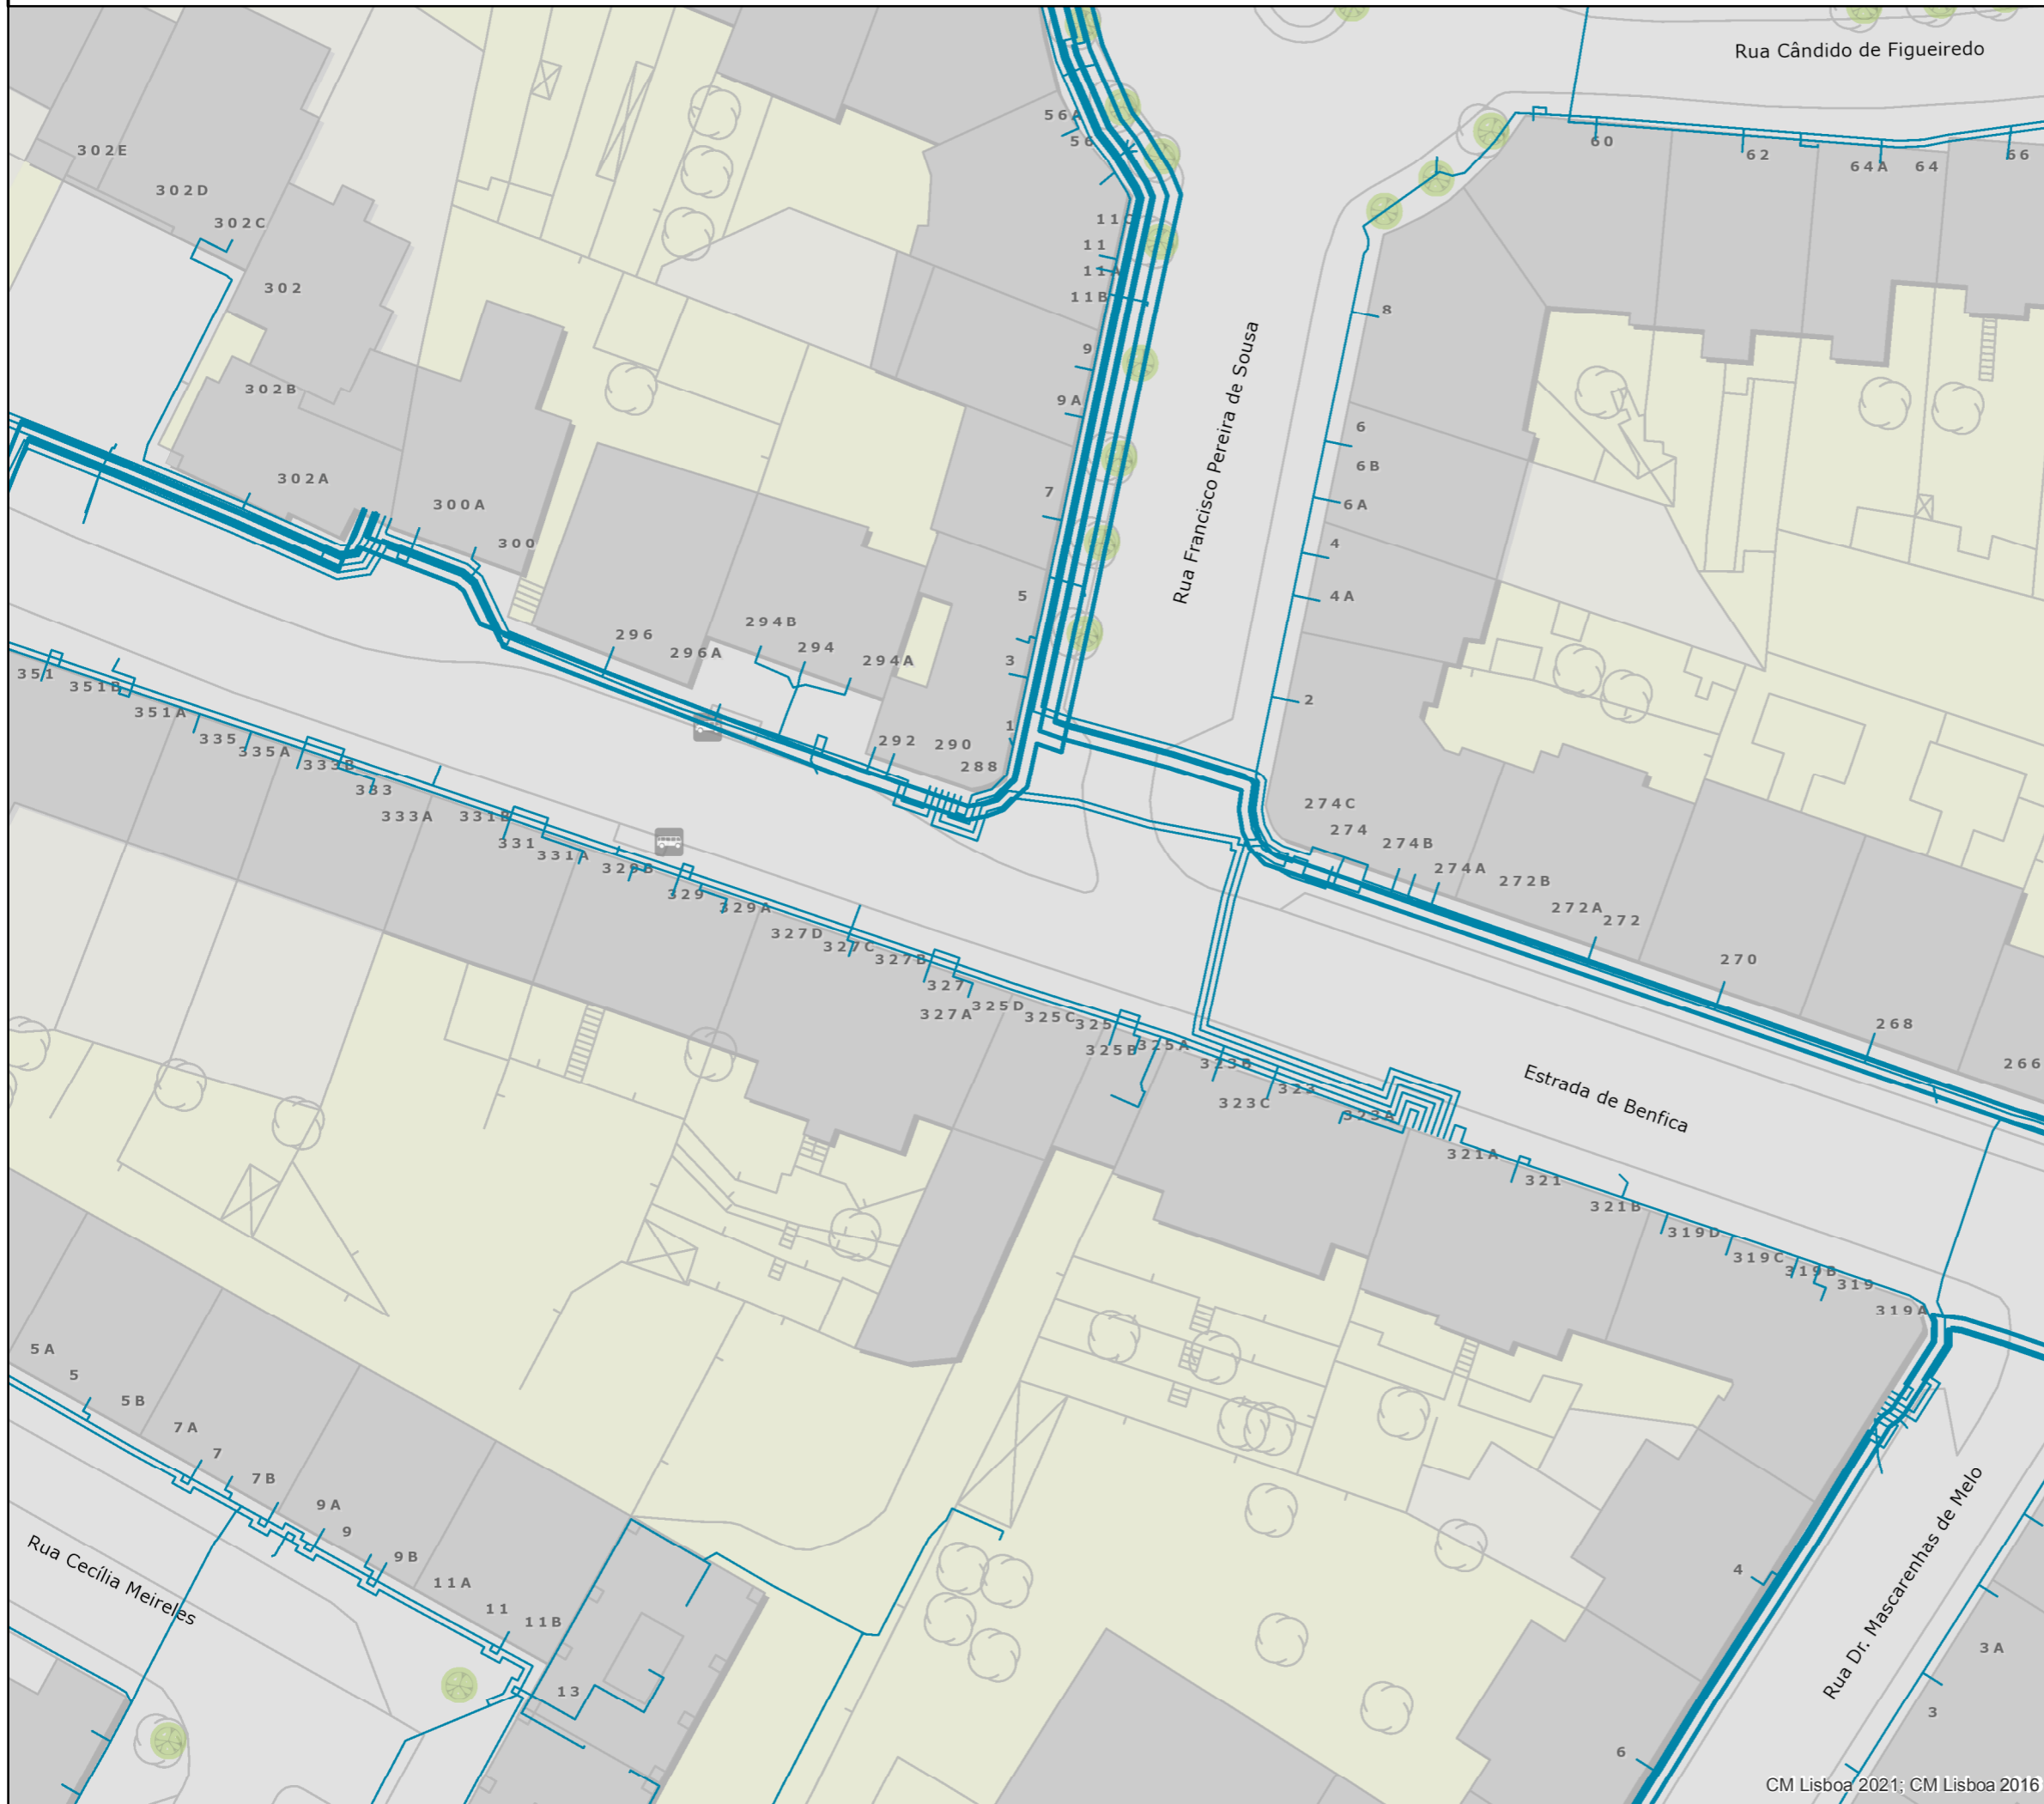 Rua Cândido de Figueiredo
56A
56
60
62
64A
64
66
302E
302D
302C
302
11C
11
11A
11B
8
9
302B
9A
6
6B
302A
300A
7
6A
300
4
5
4A
296
294B
294
296A
294A
3
2
351
351B
351A
335
335A
333B
1
292
290
288
Rua Francisco Pereira de Sousa
383
333A
331B
331
331A
274C
274
274B
274A
329B
329
329A
272B
272A
272
327D
327C
327B
327
327A
325D
325C
325
325B
325A
270
268
266
323B
323
323C
323A
Estrada de Benfica
321A
321
321B
319D
319C
319B
319
319A
5A
5
5B
7A
7
7B
9A
9
9B
11A
11
11B
13
Rua Cecília Meireles
4
6
Rua Dr. Mascarenhas de Melo
3A
3
CM Lisboa 2021; CM Lisboa 2016